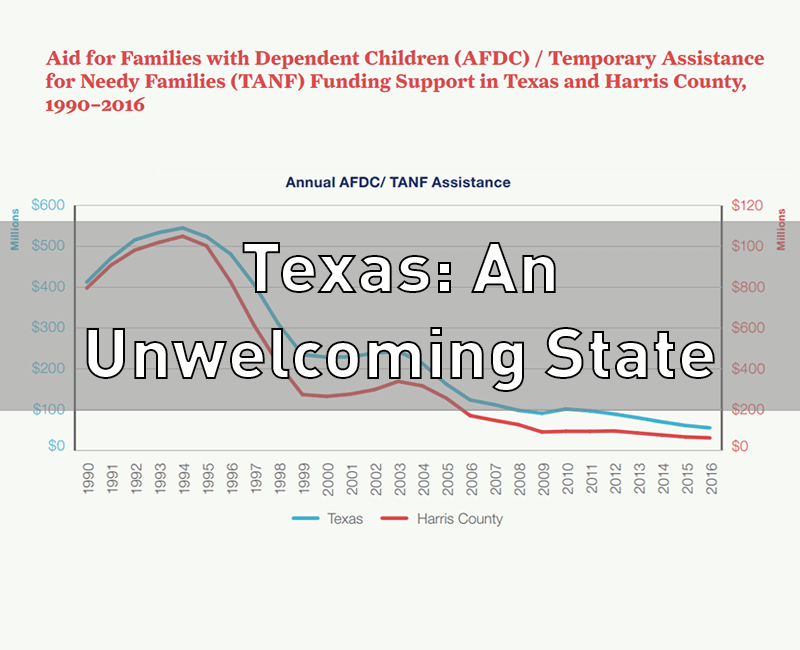 Aid for Families with Dependent Children (AFDC) / Temporary Assistance
for Needy Families (TANF) Funding Support in Texas and Harris County,
1990–2016
Annual AFDC/ TANF Assistance
Millions
$600
$500
$400
$300
$200
$100
$0
$120
$100
$800
$600
$400
$200
$0
Millions
Texas: An
Unwelcoming State
1990 1991 1992 1993 1994 1995 1996 1997 1998 1999 2000 2001 2002 2003 2004 2005 2006 2007 2008 2009 2010 2011 2012 2013 2014 2015 2016
Texas Harris County